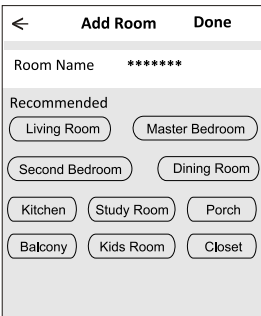 ← Add Room Done
Room Name *******
Recommended
Living Room Master Bedroom
Second Bedroom Dining Room
Kitchen Study Room Porch
Balcony Kids Room Closet